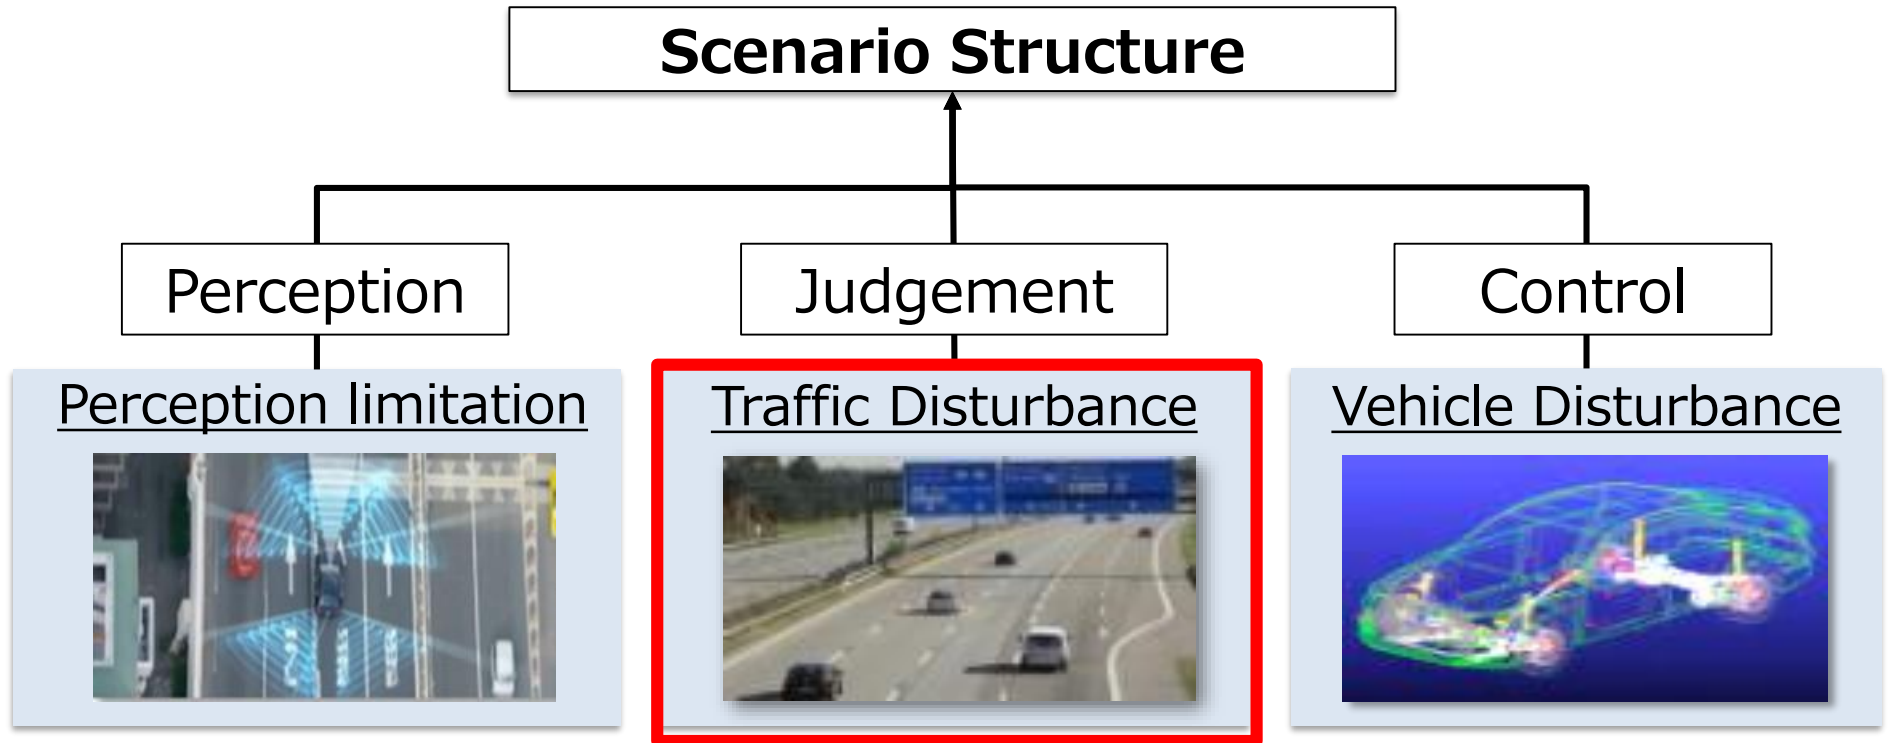 Scenario Structure
Perception
Judgement
Control
Perception limitation
Traffic Disturbance
Vehicle Disturbance